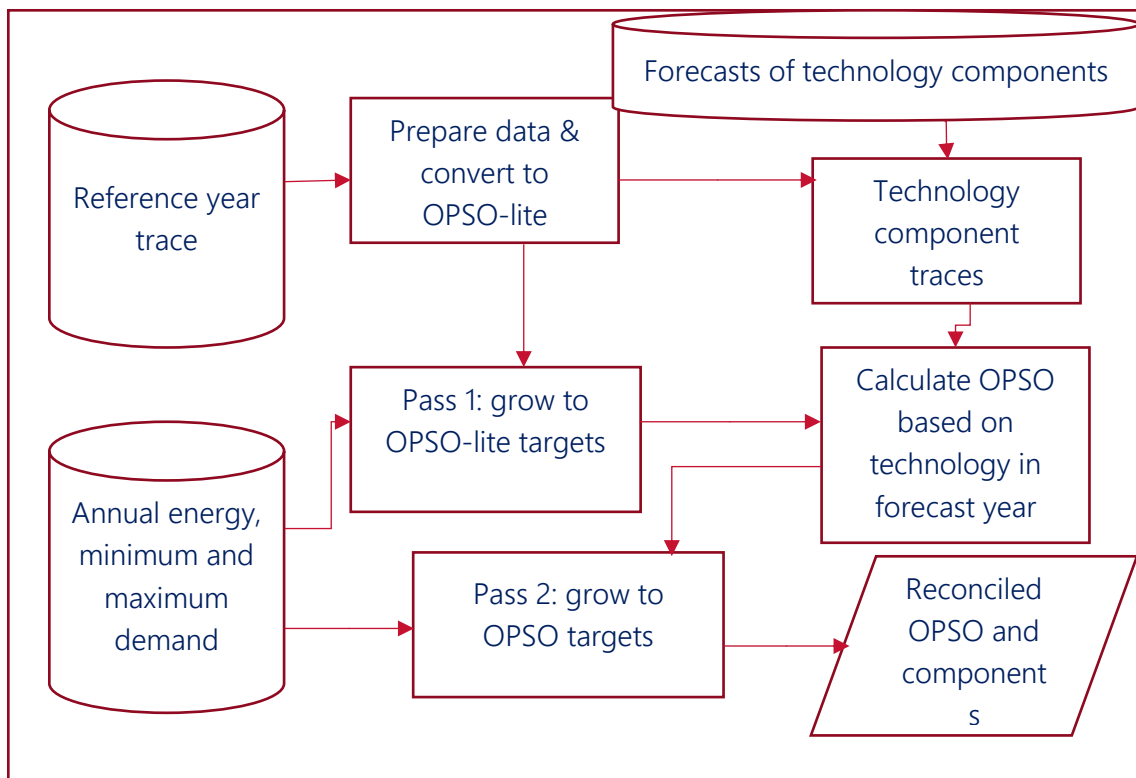 Forecasts of technology components
Reference year
trace
Prepare data &
convert to
OPSO-lite
Technology
component
traces
Annual energy,
minimum and
maximum
demand
Pass 1: grow to
OPSO-lite targets
Calculate OPSO
based on
technology in
forecast year
Pass 2: grow to
OPSO targets
Reconciled
OPSO and
component
s